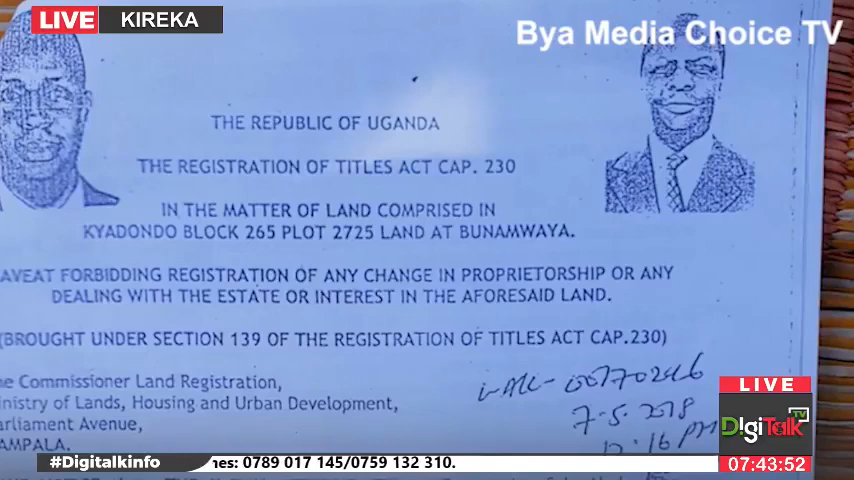 LIVE KIREKA
Bya Media Choice TV
THE REPUBLIC OF UGANDA
THE REGISTRATION OF TITLES ACT CAP. 230
IN THE MATTER OF LAND COMPRISED IN
KYADONDO BLOCK 265 PLOT 2725 LAND AT BUNAMWAYA.
AVEAT FORBIDDING REGISTRATION OF ANY CHANGE IN PROPRIETORSHIP OR ANY
DEALING WITH THE ESTATE OR INTEREST IN THE AFORESAID LAND.
(BROUGHT UNDER SECTION 139 OF THE REGISTRATION OF TITLES ACT CAP.230)
he Commissioner Land Registration,
inistry of Lands, Housing and Urban Development,
arliament Avenue,
AMPALA.
7.5.2018
12:16 PM
LIVE
DigiTalk TV
07:43:52
#Digitalkinfo nes: 0789 017 145/0759 132 310.